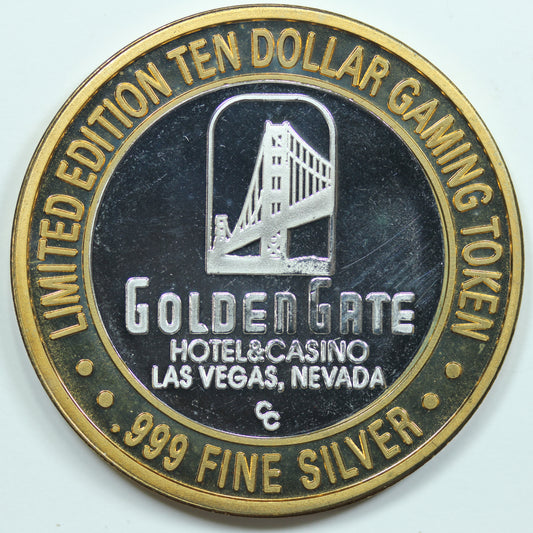 LIMITED EDITION TEN DOLLAR GAMING TOKEN
GOLDEN GATE
HOTEL&CASINO
LAS VEGAS, NEVADA
CC
.999 FINE SILVER